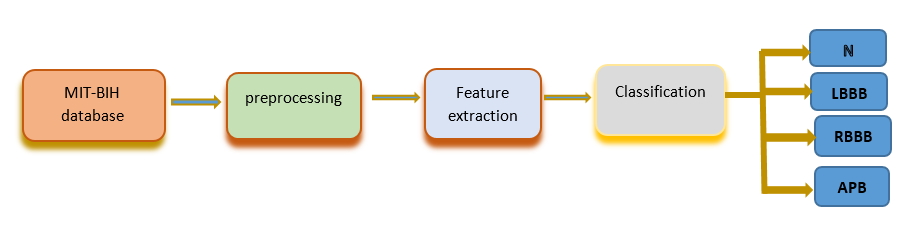 MIT-BIH
database
preprocessing
Feature
extraction
Classification
N
LBBB
RBBB
APB